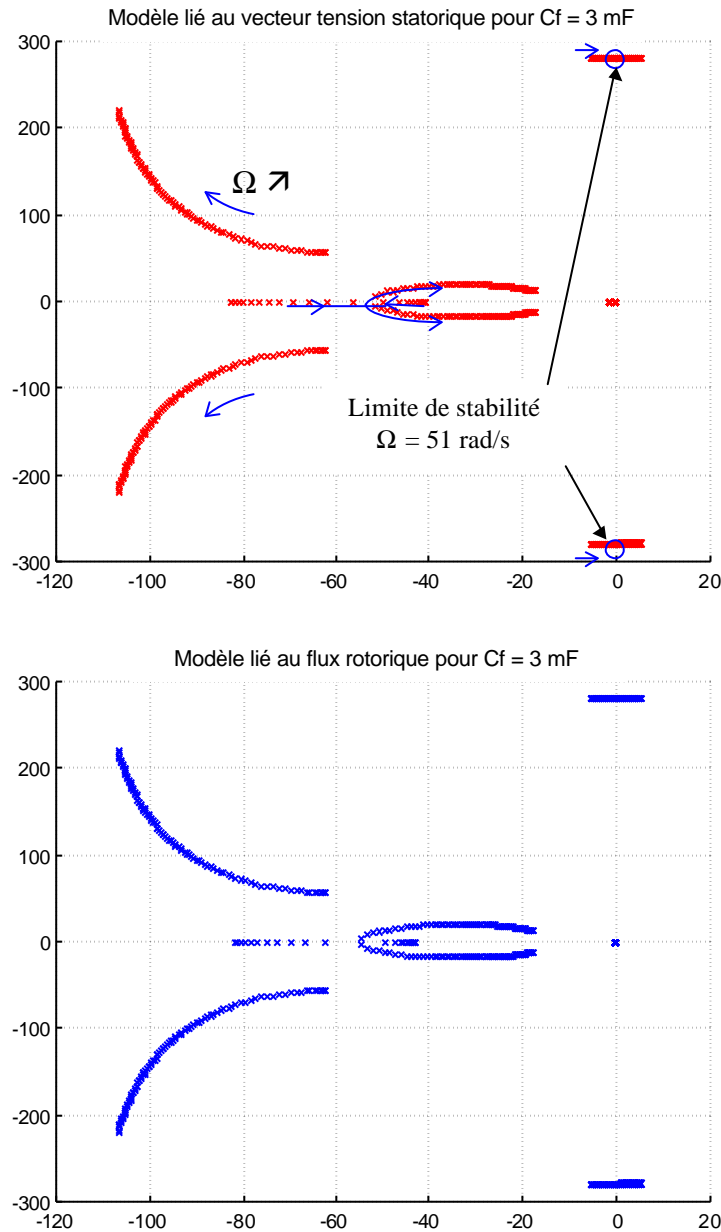 Modèle lié au vecteur tension statorique pour Cf = 3 mF
300
200
Ω ↗
100
0
-100
Limite de stabilité
Ω = 51 rad/s
-200
-300
-120 -100 -80 -60 -40 -20 0 20
Modèle lié au flux rotorique pour Cf = 3 mF
300
200
100
0
-100
-200
-300
-120 -100 -80 -60 -40 -20 0 20